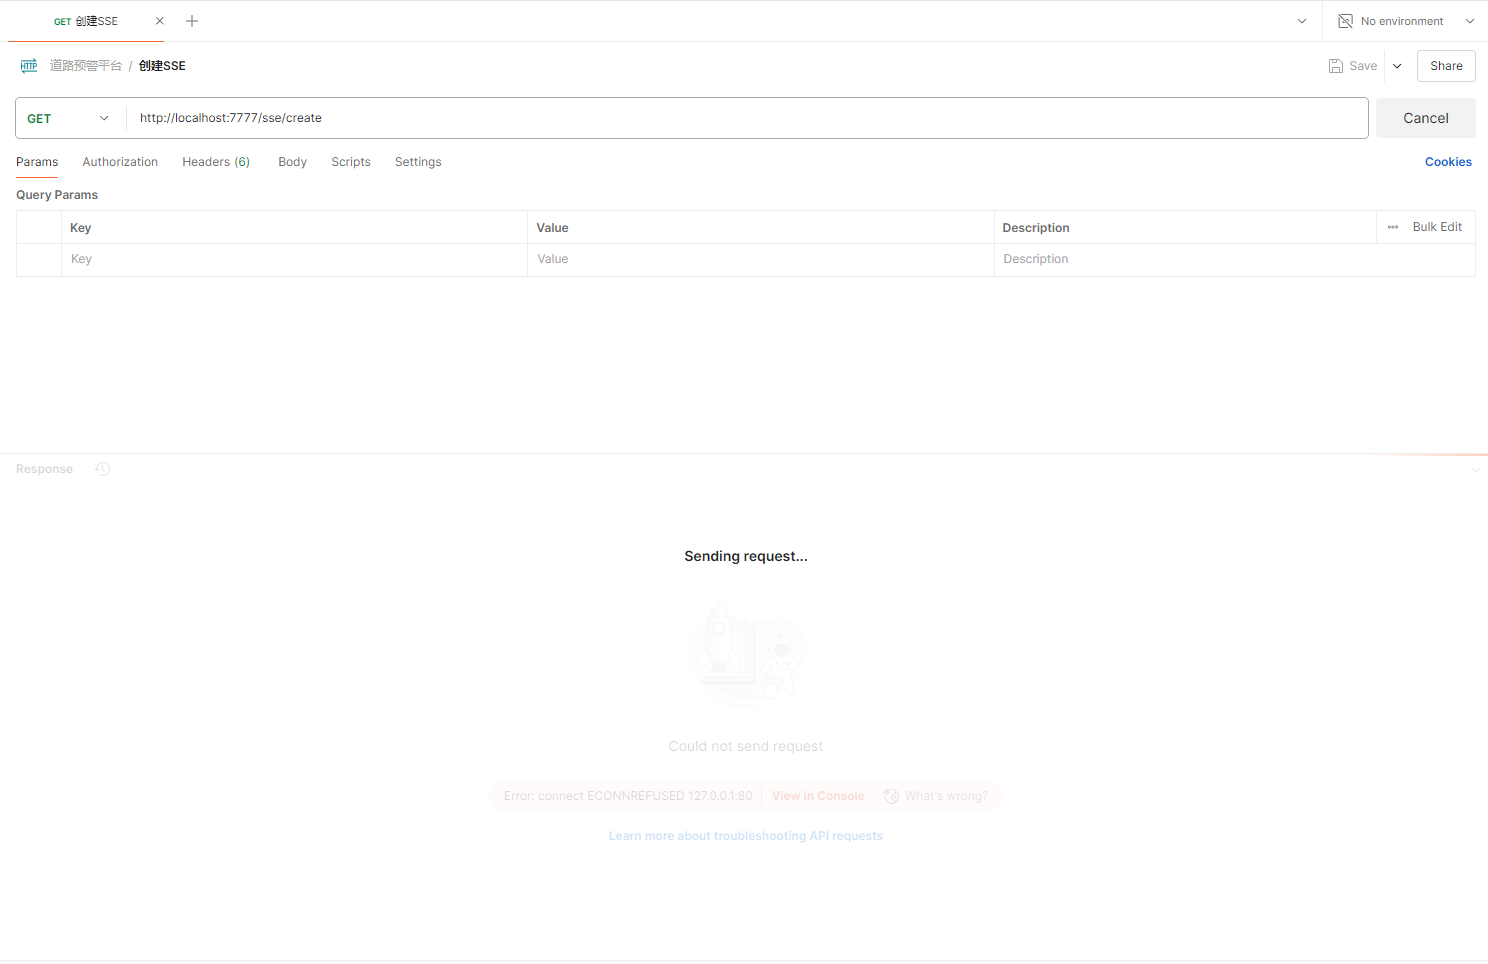 GET 创建SSE
No environment
HTTP 道路预警平台 / 创建SSE
Save
Share
GET
http://localhost:7777/sse/create
Cancel
Params Authorization Headers (6) Body Scripts Settings
Cookies
Query Params
Key Value Description Bulk Edit
Key Value Description
Response
Sending request...
Could not send request
Error: connect ECONNREFUSED 127.0.0.1:80 View in Console What's wrong?
Learn more about troubleshooting API requests